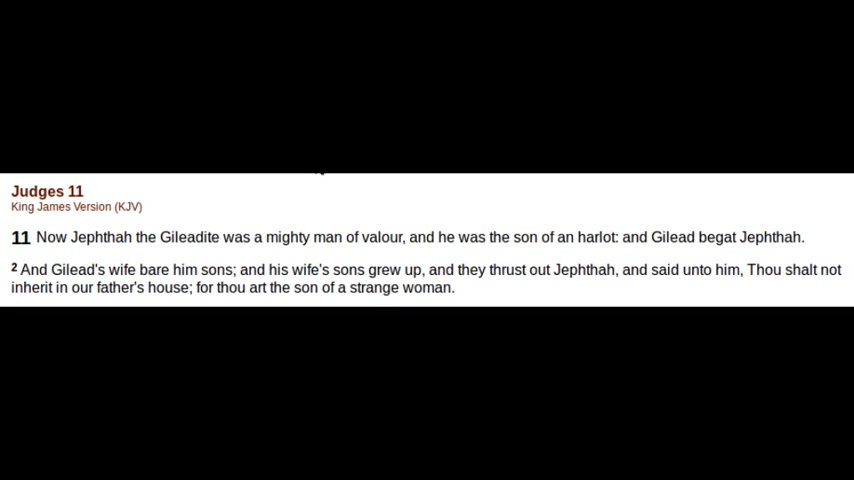 Judges 11
King James Version (KJV)
11 Now Jephthah the Gileadite was a mighty man of valour, and he was the son of an harlot: and Gilead begat Jephthah.
2 And Gilead's wife bare him sons; and his wife's sons grew up, and they thrust out Jephthah, and said unto him, Thou shalt not
inherit in our father's house; for thou art the son of a strange woman.